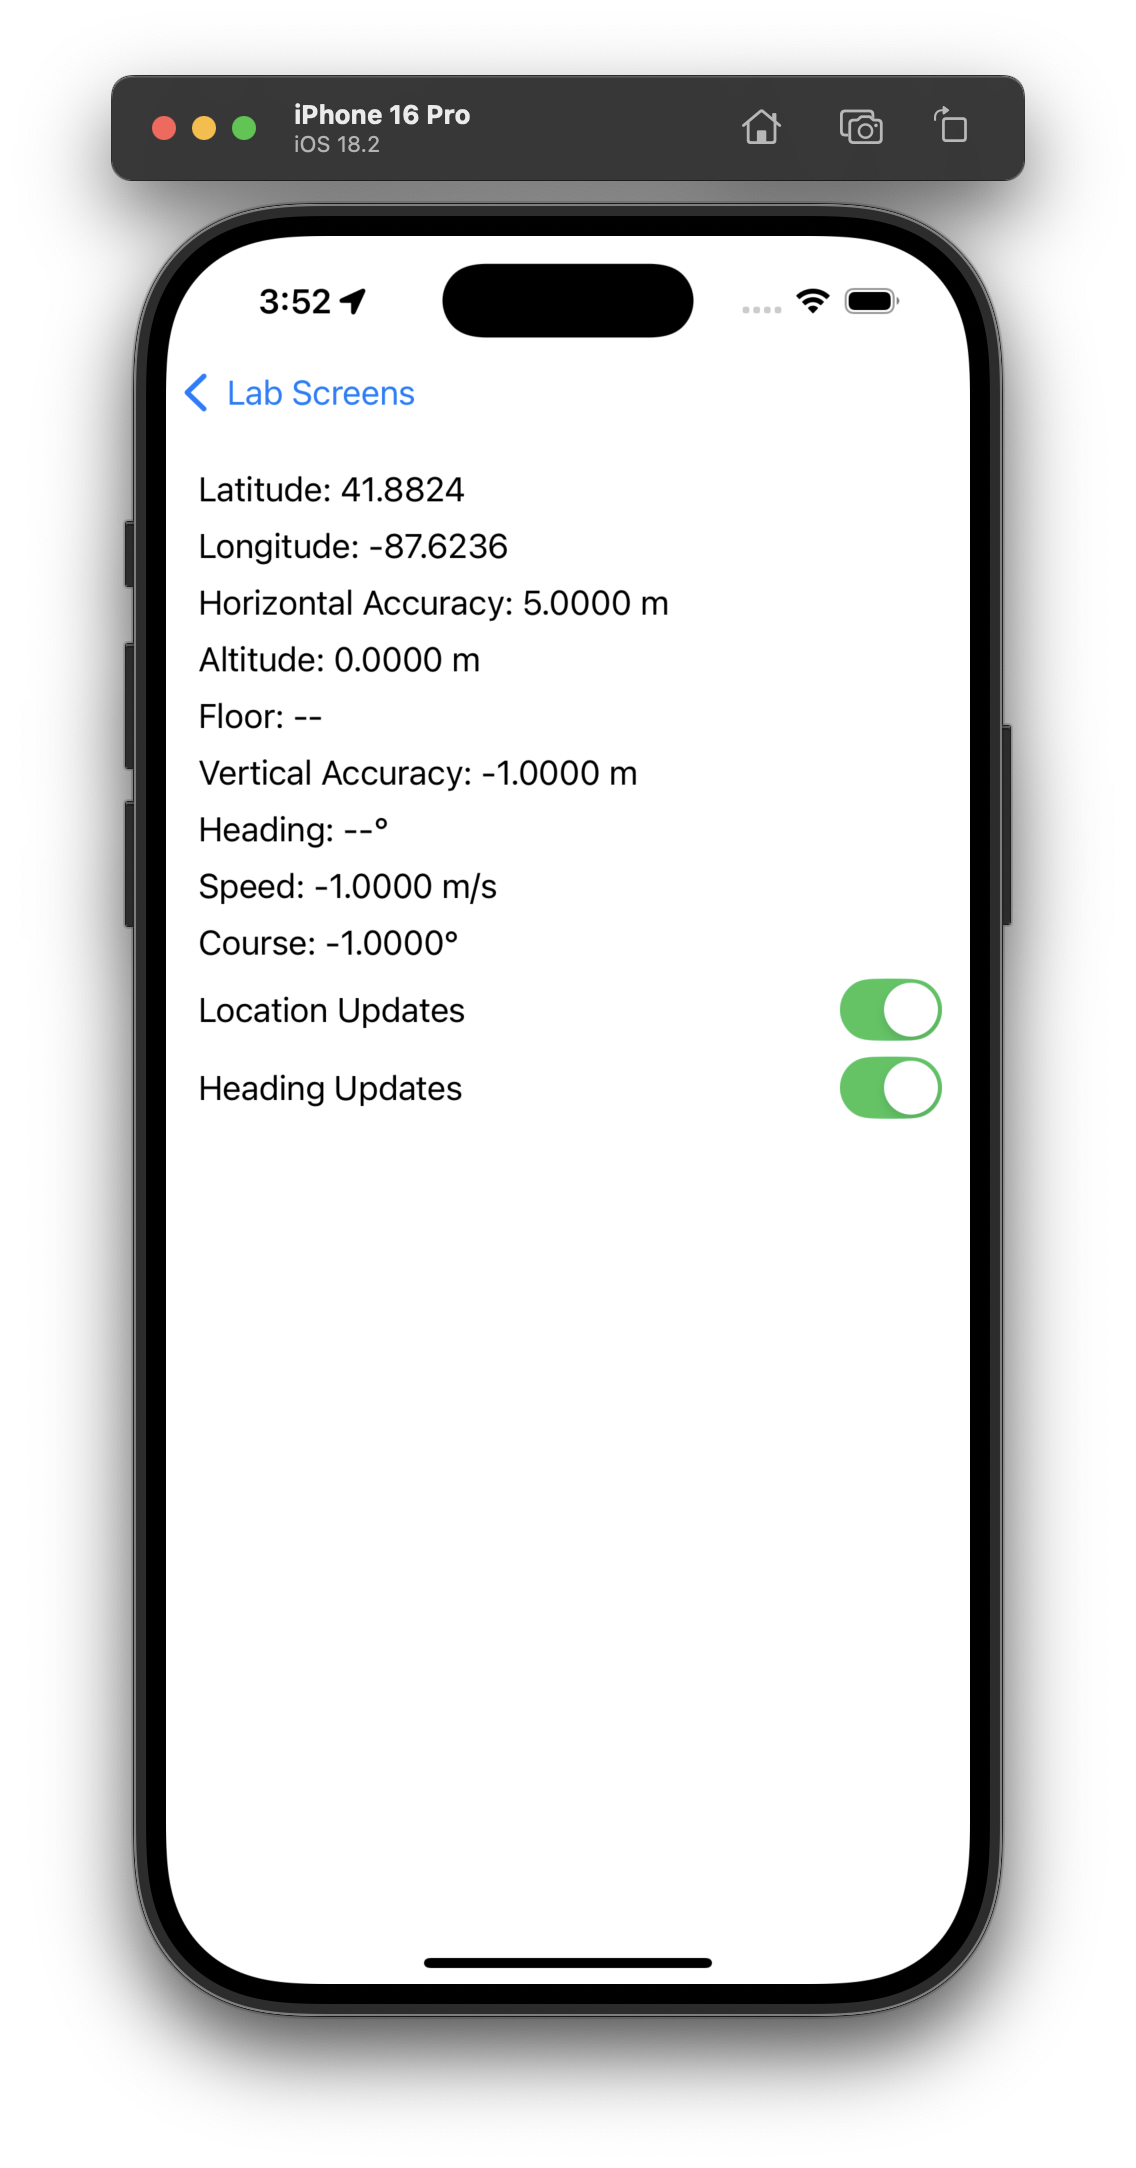 iPhone 16 Pro
iOS 18.2
3:52
Lab Screens
Latitude: 41.8824
Longitude: -87.6236
Horizontal Accuracy: 5.0000 m
Altitude: 0.0000 m
Floor: --
Vertical Accuracy: -1.0000 m
Heading: --°
Speed: -1.0000 m/s
Course: -1.0000°
Location Updates
Heading Updates